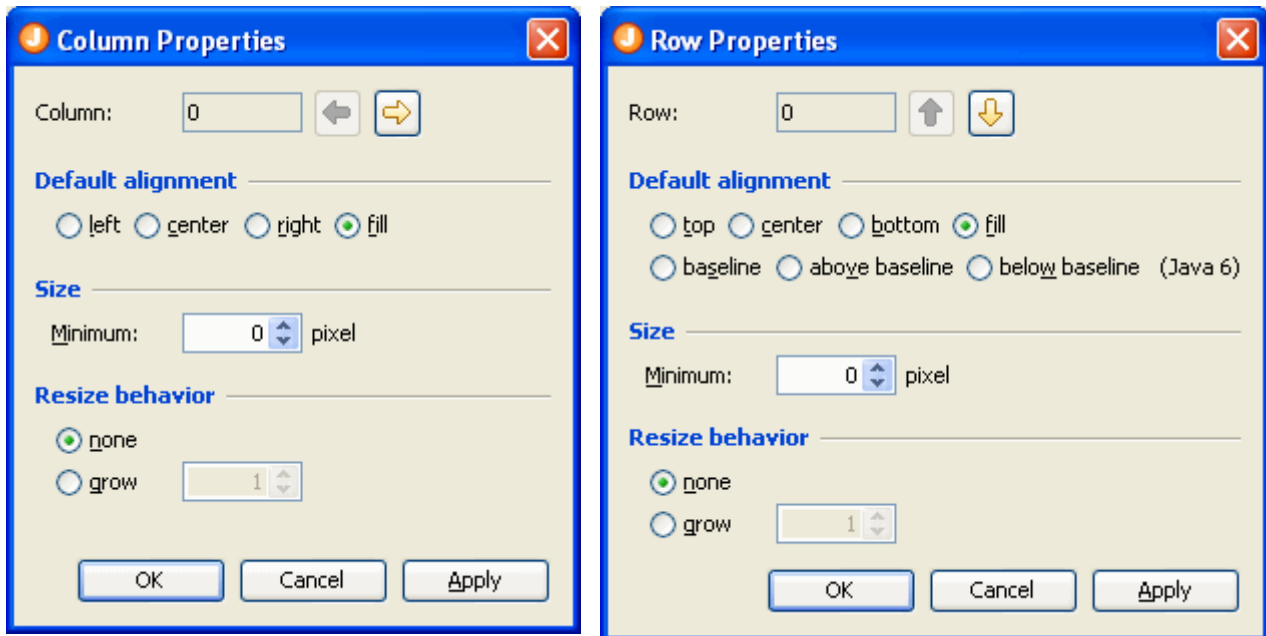 Column Properties
Column: 0
Default alignment
left center right fill
Size
Minimum: 0 pixel
Resize behavior
none
grow 1
OK Cancel Apply
Row Properties
Row: 0
Default alignment
top center bottom fill
baseline above baseline below baseline (Java 6)
Size
Minimum: 0 pixel
Resize behavior
none
grow 1
OK Cancel Apply